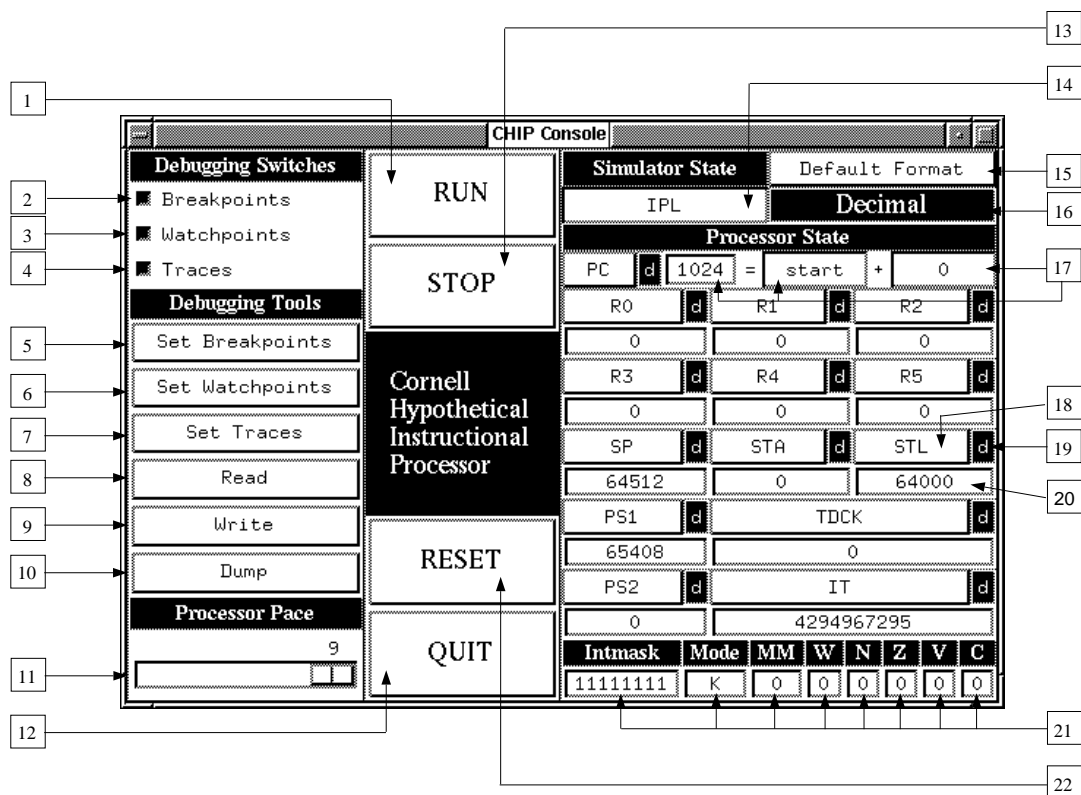 13
14
1
CHIP Console
Debugging Switches
RUN
Simulator State
Default Format
15
2
Breakpoints
IPL
Decimal
16
3
Watchpoints
Processor State
4
Traces
STOP
PC d 1024 = start + 0
17
Debugging Tools
R0 d R1 d R2 d
5
Set Breakpoints
0 0 0
6
Set Watchpoints
Cornell
Hypothetical
Instructional
Processor
R3 d R4 d R5 d
0 0 0
18
7
Set Traces
SP d STA d STL d
19
8
Read
64512 0 64000
20
9
Write
PS1 d TDCK d
65408 0
10
Dump
RESET
PS2 d IT d
Processor Pace
0 4294967295
9
QUIT
Intmask Mode MM W N Z V C
11
11111111 K 0 0 0 0 0 0
12
21
22